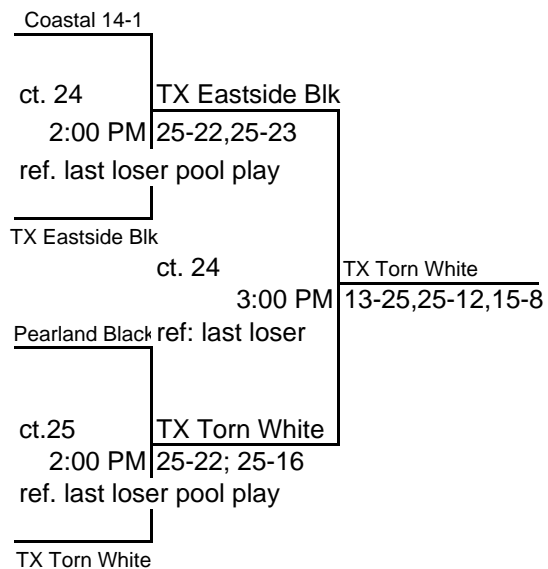 Coastal 14-1
ct. 24
TX Eastside Blk
2:00 PM
25-22,25-23
ref. last loser pool play
TX Eastside Blk
ct. 24
TX Torn White
3:00 PM
13-25,25-12,15-8
Pearland Black
ref: last loser
ct.25
TX Torn White
2:00 PM
25-22; 25-16
ref. last loser pool play
TX Torn White